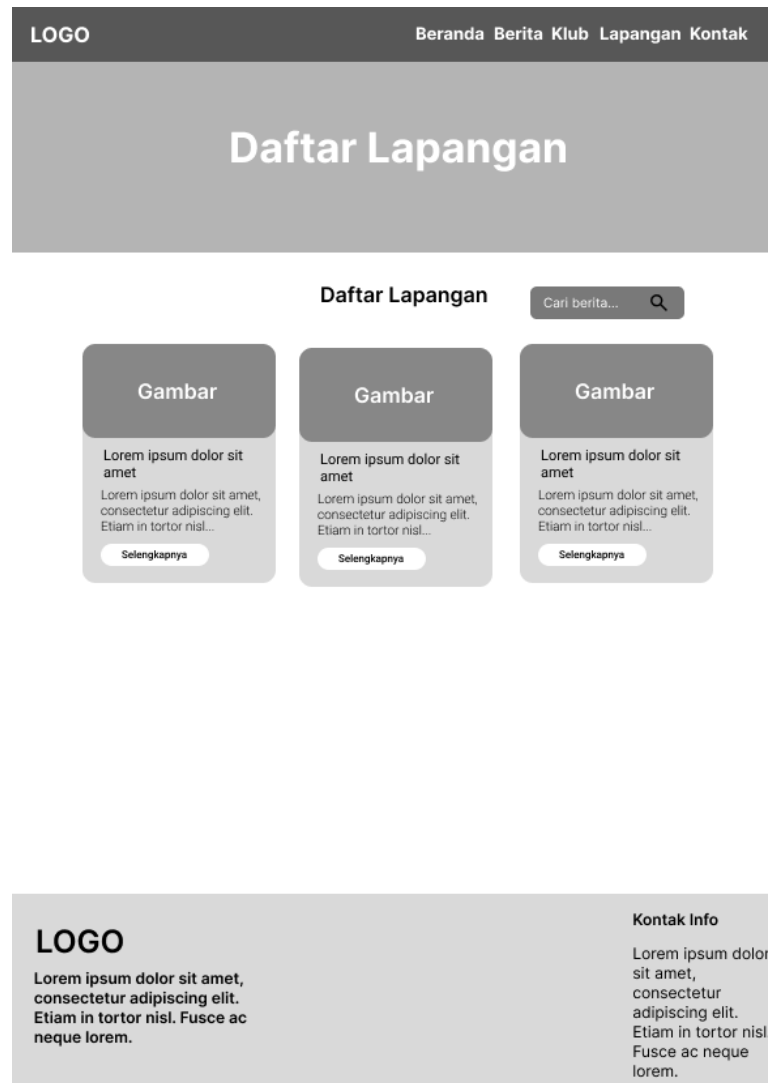 LOGO
Beranda Berita Klub Lapangan Kontak
Daftar Lapangan
Daftar Lapangan
Cari berita...
Gambar
Lorem ipsum dolor sit
amet
Lorem ipsum dolor sit amet,
consectetur adipiscing elit.
Etiam in tortor nisl...
Selengkapnya
Gambar
Lorem ipsum dolor sit
amet
Lorem ipsum dolor sit amet,
consectetur adipiscing elit.
Etiam in tortor nisl...
Selengkapnya
Gambar
Lorem ipsum dolor sit
amet
Lorem ipsum dolor sit amet,
consectetur adipiscing elit.
Etiam in tortor nisl...
Selengkapnya
LOGO
Lorem ipsum dolor sit amet,
consectetur adipiscing elit.
Etiam in tortor nisl. Fusce ac
neque lorem.
Kontak Info
Lorem ipsum dolor
sit amet,
consectetur
adipiscing elit.
Etiam in tortor nisl
Fusce ac neque
lorem.